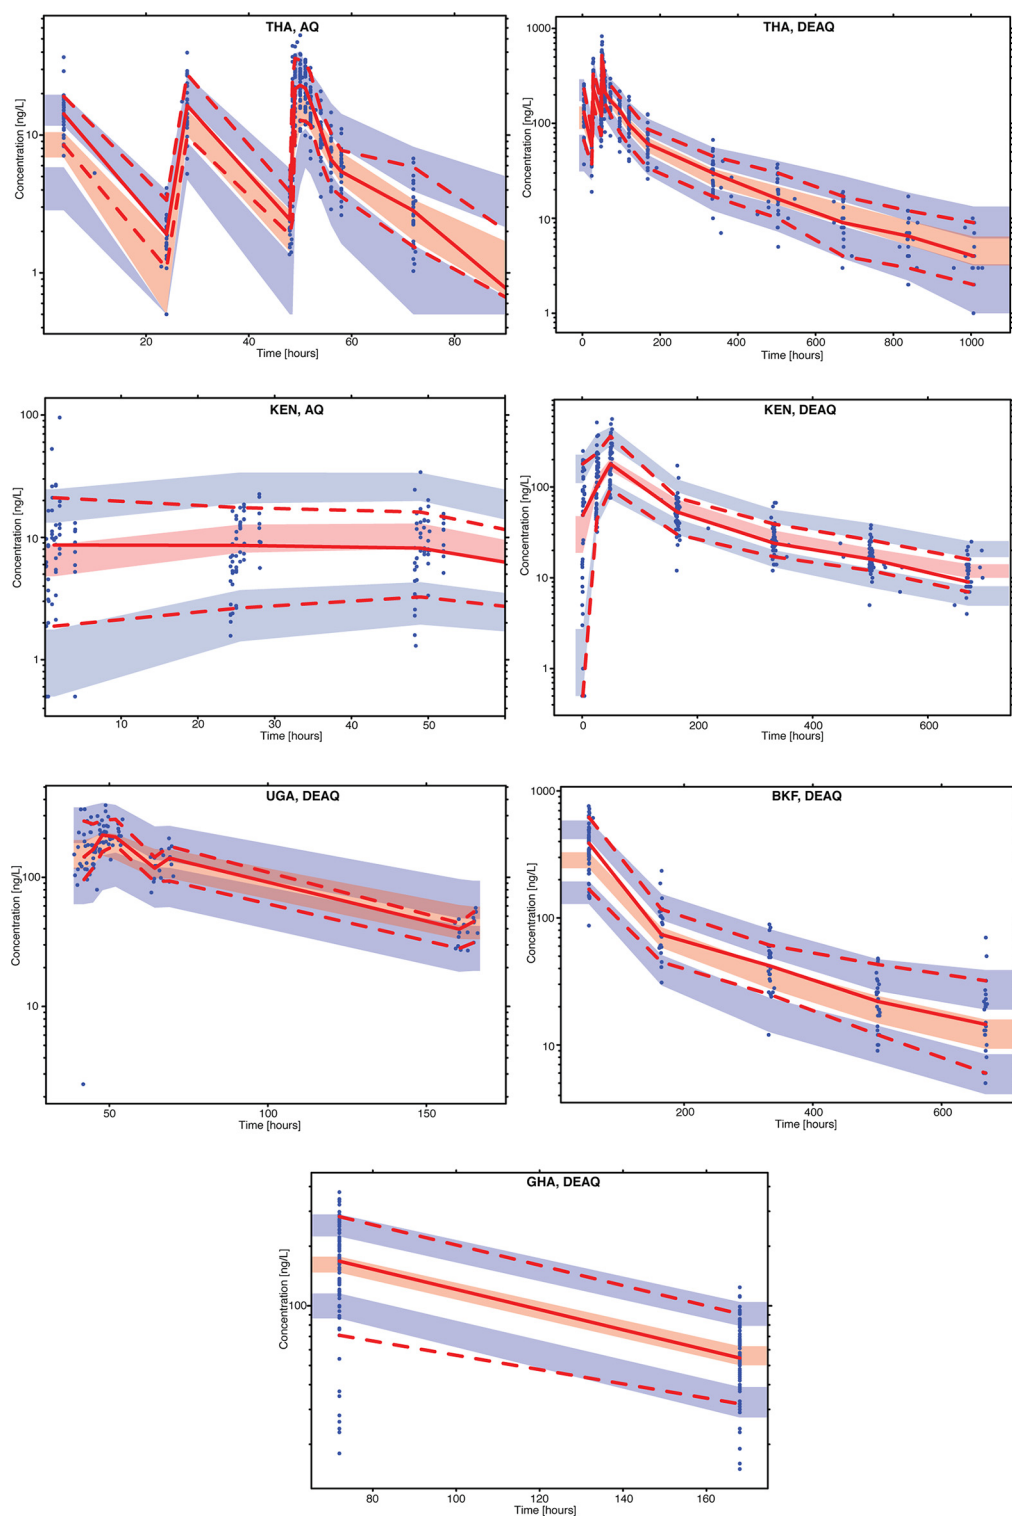 THA, AQ
Concentration [ng/L]
10
1
20
40
60
80
Time [hours]
THA, DEAQ
Concentration [ng/L]
1000
100
10
1
0
200
400
600
800
1000
Time [hours]
KEN, AQ
Concentration [ng/L]
100
10
1
10
20
30
40
50
Time [hours]
KEN, DEAQ
Concentration [ng/L]
100
10
1
0
200
400
600
Time [hours]
UGA, DEAQ
Concentration [ng/L]
100
10
50
100
150
Time [hours]
BKF, DEAQ
Concentration [ng/L]
1000
100
10
200
400
600
Time [hours]
GHA, DEAQ
Concentration [ng/L]
100
80
100
120
140
160
Time [hours]